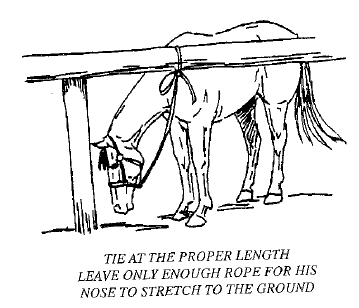 TIE AT THE PROPER LENGTH
LEAVE ONLY ENOUGH ROPE FOR HIS
NOSE TO STRETCH TO THE GROUND